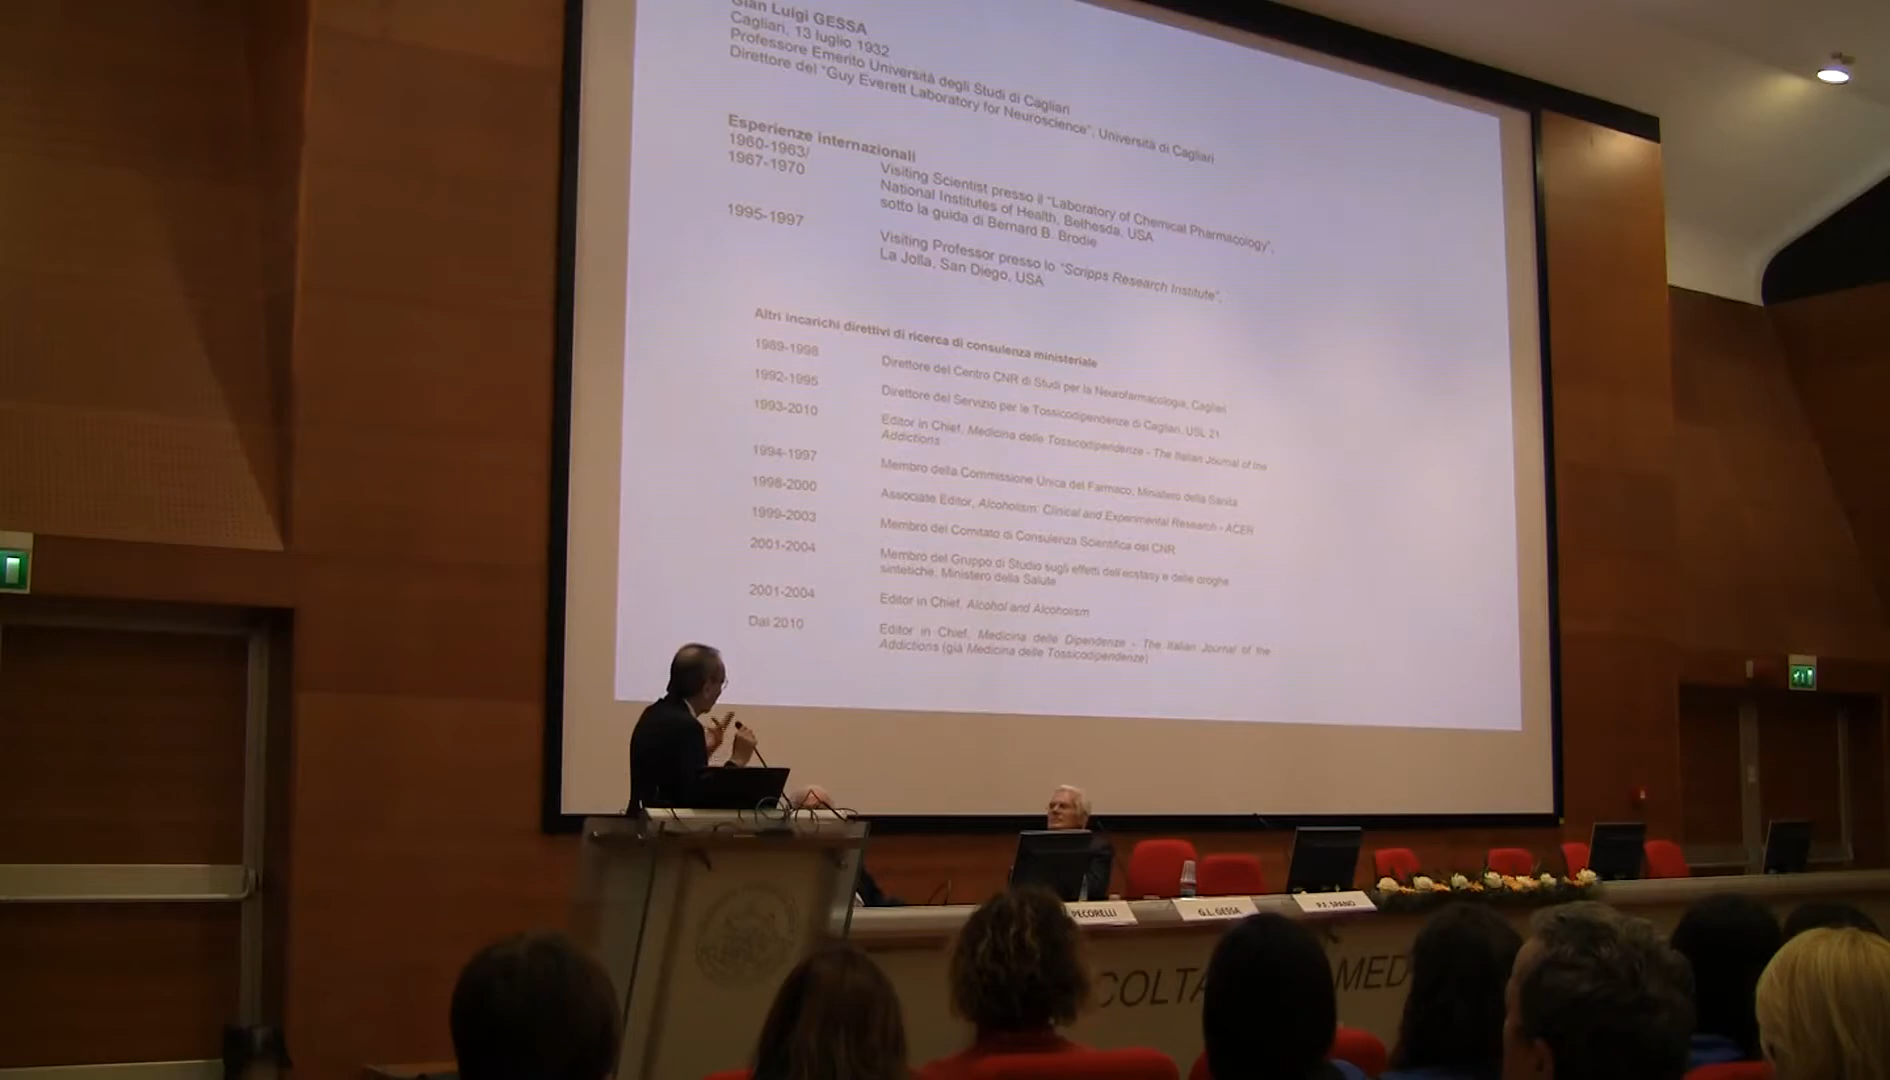 Gian Luigi GESSA
Cagliari, 13 luglio 1932
Professore Emerito Università degli Studi di Cagliari
Direttore del "Guy Everett Laboratory for Neuroscience", Università di Cagliari
Esperienze internazionali
1960-1963/
1967-1970
Visiting Scientist presso il "Laboratory of Chemical Pharmacology",
National Institutes of Health, Bethesda, USA
sotto la guida di Bernard B. Brodie
1995-1997
Visiting Professor presso lo "Scripps Research Institute",
La Jolla, San Diego, USA
Altri incarichi direttivi di ricerca di consulenza ministeriale
1989-1998
Direttore del Centro CNR di Studi per la Neurofarmacologia, Cagliari
1992-1995
Direttore del Servizio per le Tossicodipendenze di Cagliari, USL 21
1993-2010
Editor in Chief, Medicina delle Tossicodipendenze - The Italian Journal of the
Addictions
1994-1997
Membro della Commissione Unica del Farmaco, Ministero della Sanità
1998-2000
Associate Editor, Alcoholism: Clinical and Experimental Research - ACER
1999-2003
Membro del Comitato di Consulenza Scientifica del CNR
2001-2004
Membro del Gruppo di Studio sugli effetti dell'ecstasy e delle droghe
sintetiche, Ministero della Salute
2001-2004
Editor in Chief, Alcohol and Alcoholism
Dal 2010
Editor in Chief, Medicina delle Dipendenze - The Italian Journal of the
Addictions (già Medicina delle Tossicodipendenze)
PECORELLI
G.L. GESSA
P.F. SPANO
COLTA MED